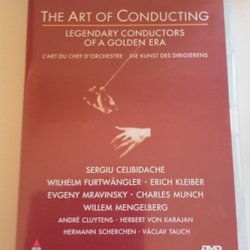 THE ART OF CONDUCTING
LEGENDARY CONDUCTORS
OF A GOLDEN ERA
L'ART DU CHEF D'ORCHESTRE · DIE KUNST DES DIRIGIERENS
SERGIU CELIBIDACHE
WILHELM FURTWÄNGLER · ERICH KLEIBER
EVGENY MRAVINSKY · CHARLES MUNCH
WILLEM MENGELBERG
ANDRÉ CLUYTENS · HERBERT VON KARAJAN
HERMANN SCHERCHEN · VÁCLAV TALICH
DVD